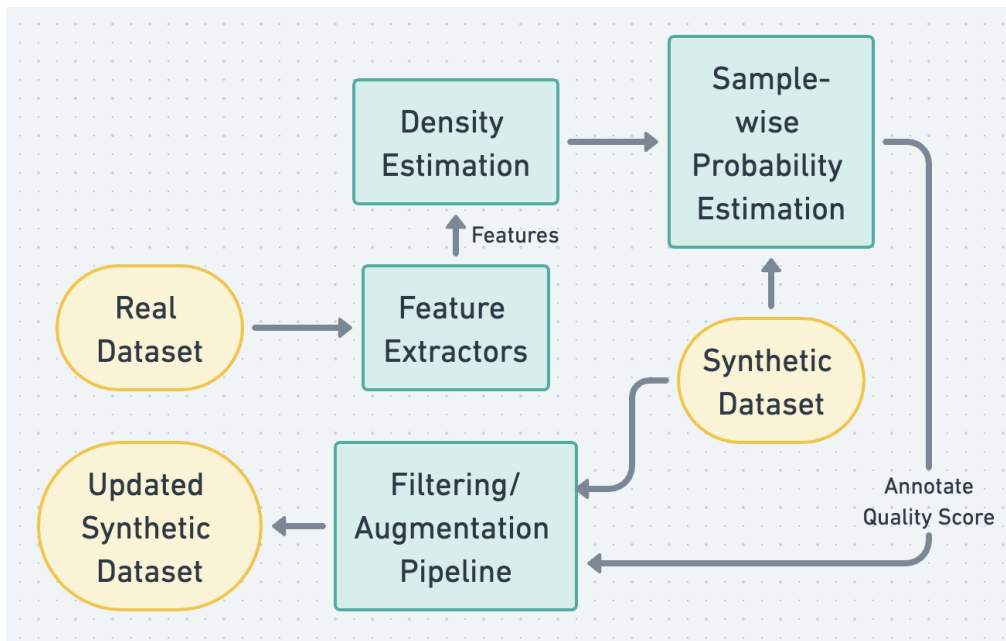 Density
Estimation
Sample-
wise
Probability
Estimation
Features
Real
Dataset
Feature
Extractors
Synthetic
Dataset
Updated
Synthetic
Dataset
Filtering/
Augmentation
Pipeline
Annotate
Quality Score